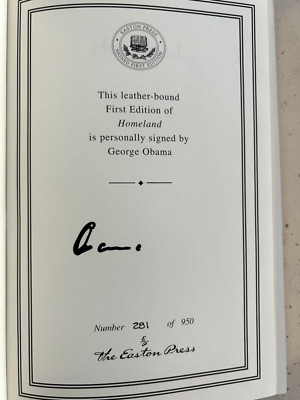 EASTON PRESS
SIGNED FIRST EDITION
This leather-bound
First Edition of
Homeland
is personally signed by
George Obama
Number 281 of 950
The Easton Press